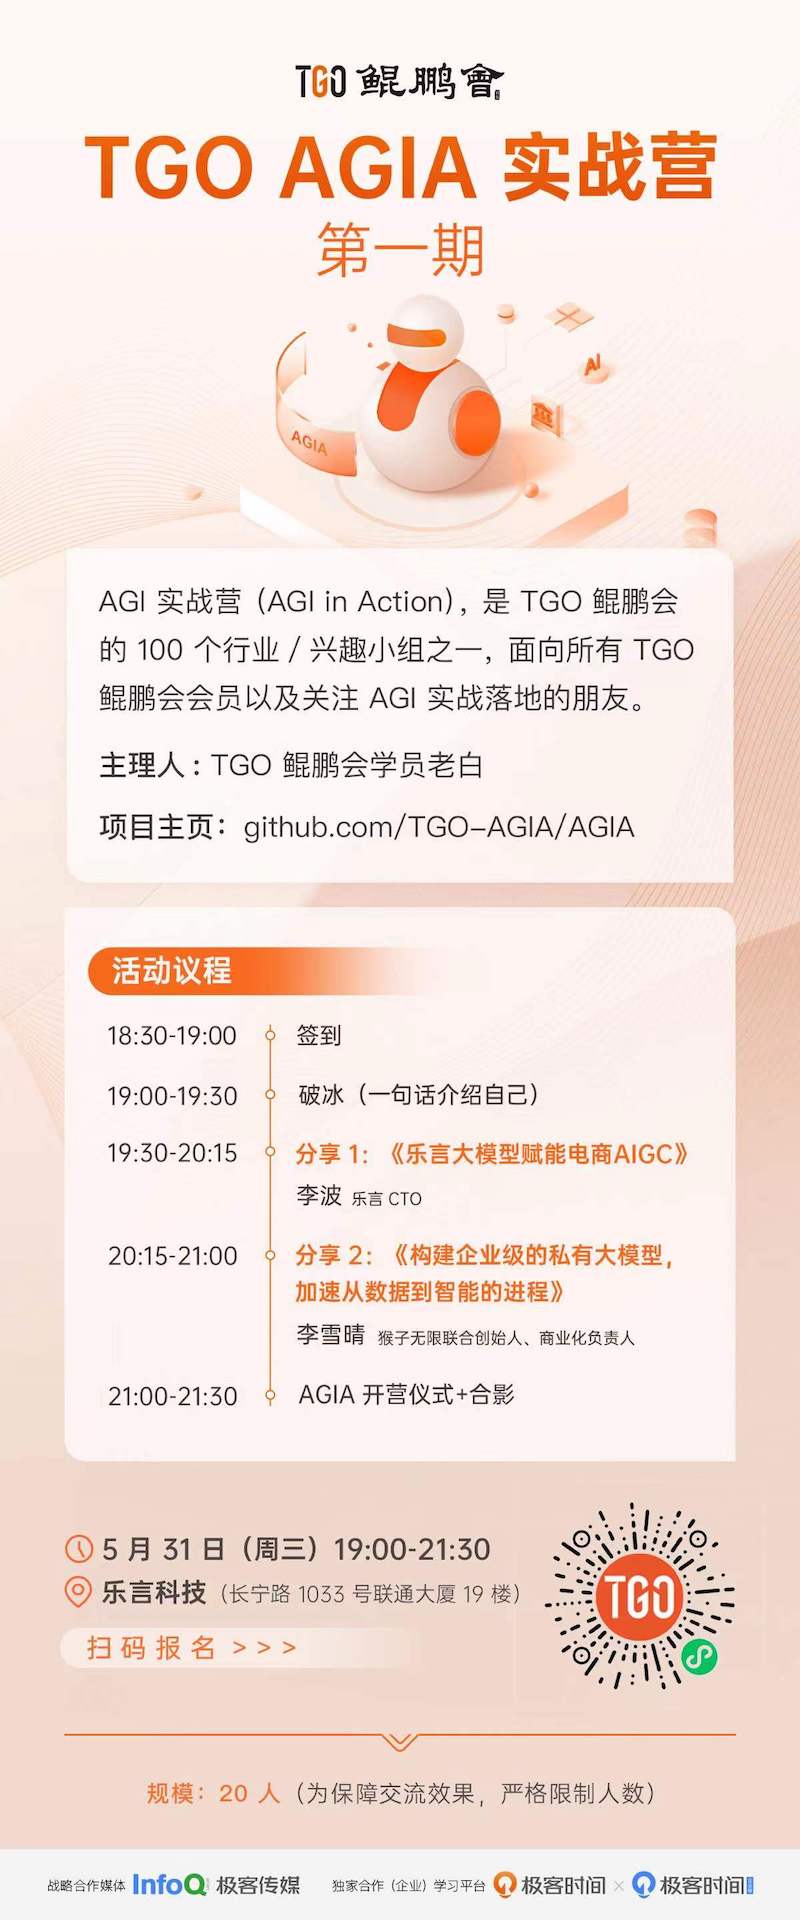 TGO 鲲鹏會
TGO AGIA 实战营
第一期
AGIA
AI
AGI 实战营（AGI in Action），是 TGO 鲲鹏会
的 100 个行业 / 兴趣小组之一，面向所有 TGO
鲲鹏会会员以及关注 AGI 实战落地的朋友。
主理人：TGO 鲲鹏会学员老白
项目主页：github.com/TGO-AGIA/AGIA
活动议程
18:30-19:00 签到
19:00-19:30 破冰（一句话介绍自己）
19:30-20:15 分享 1：《乐言大模型赋能电商AIGC》
李波 乐言 CTO
20:15-21:00 分享 2：《构建企业级的私有大模型，
加速从数据到智能的进程》
李雪晴 猴子无限联合创始人、商业化负责人
21:00-21:30 AGIA 开营仪式+合影
5 月 31 日（周三）19:00-21:30
乐言科技（长宁路 1033 号联通大厦 19 楼）
扫码报名 > > >
TGO
规模：20 人（为保障交流效果，严格限制人数）
战略合作媒体 InfoQ 极客传媒 独家合作（企业）学习平台 极客时间 × 极客时间